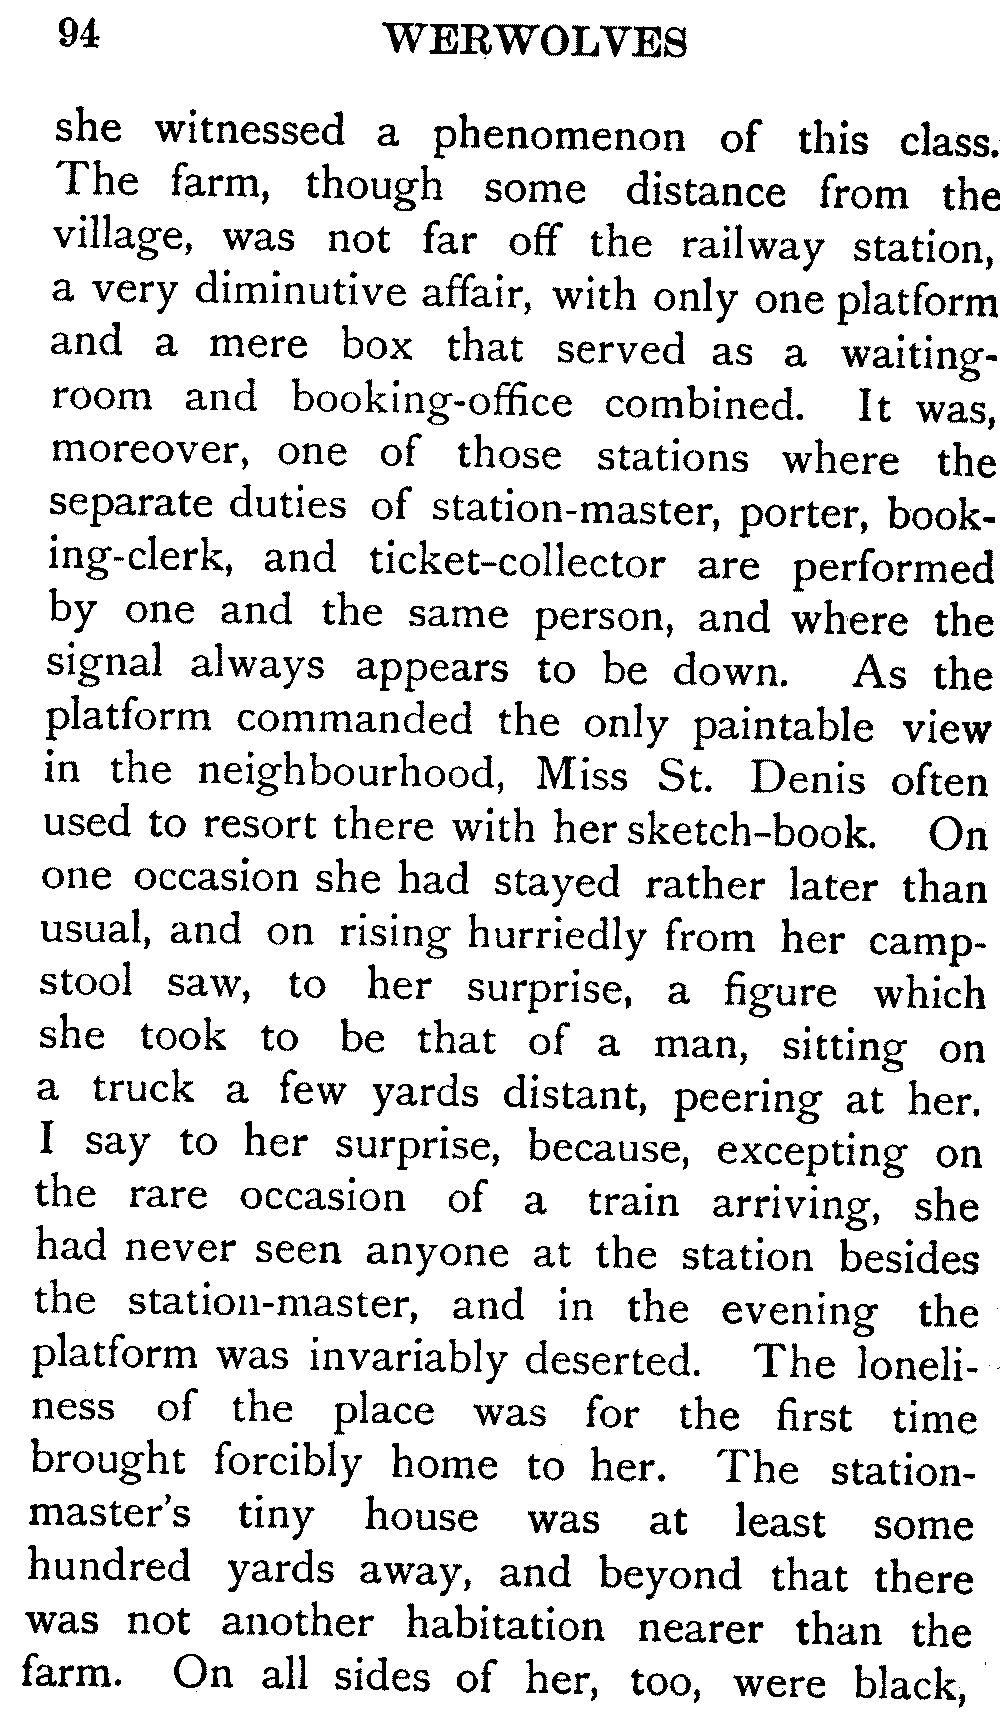 94 WERWOLVES
she witnessed a phenomenon of this class.
The farm, though some distance from the
village, was not far off the railway station,
a very diminutive affair, with only one platform
and a mere box that served as a waiting-
room and booking-office combined. It was,
moreover, one of those stations where the
separate duties of station-master, porter, book-
ing-clerk, and ticket-collector are performed
by one and the same person, and where the
signal always appears to be down. As the
platform commanded the only paintable view
in the neighbourhood, Miss St. Denis often
used to resort there with her sketch-book. On
one occasion she had stayed rather later than
usual, and on rising hurriedly from her camp-
stool saw, to her surprise, a figure which
she took to be that of a man, sitting on
a truck a few yards distant, peering at her.
I say to her surprise, because, excepting on
the rare occasion of a train arriving, she
had never seen anyone at the station besides
the station-master, and in the evening the
platform was invariably deserted. The loneli-
ness of the place was for the first time
brought forcibly home to her. The station-
master's tiny house was at least some
hundred yards away, and beyond that there
was not another habitation nearer than the
farm. On all sides of her, too, were black,